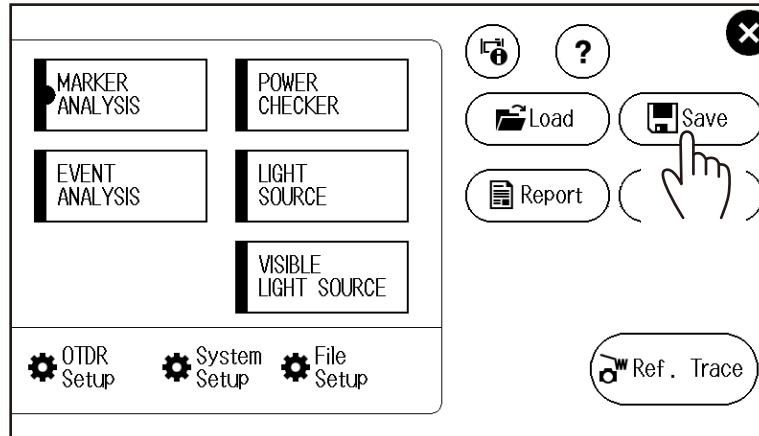 MARKER
ANALYSIS
POWER
CHECKER
?
Load
Save
EVENT
ANALYSIS
LIGHT
SOURCE
Report
VISIBLE
LIGHT SOURCE
OTDR
Setup
System
Setup
File
Setup
Ref. Trace